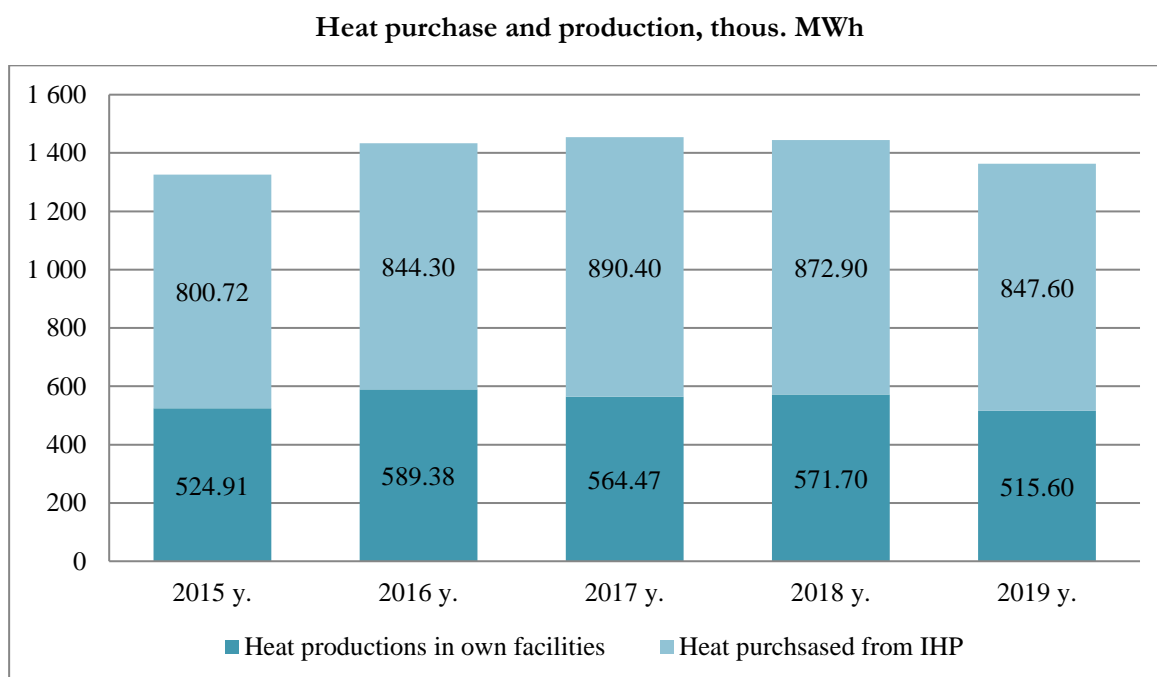 Heat purchase and production, thous. MWh
1 600
1 400
1 200
1 000
800
600
400
200
0
800.72
844.30
890.40
872.90
847.60
524.91
589.38
564.47
571.70
515.60
2015 y.
2016 y.
2017 y.
2018 y.
2019 y.
Heat productions in own facilities
Heat purchsased from IHP